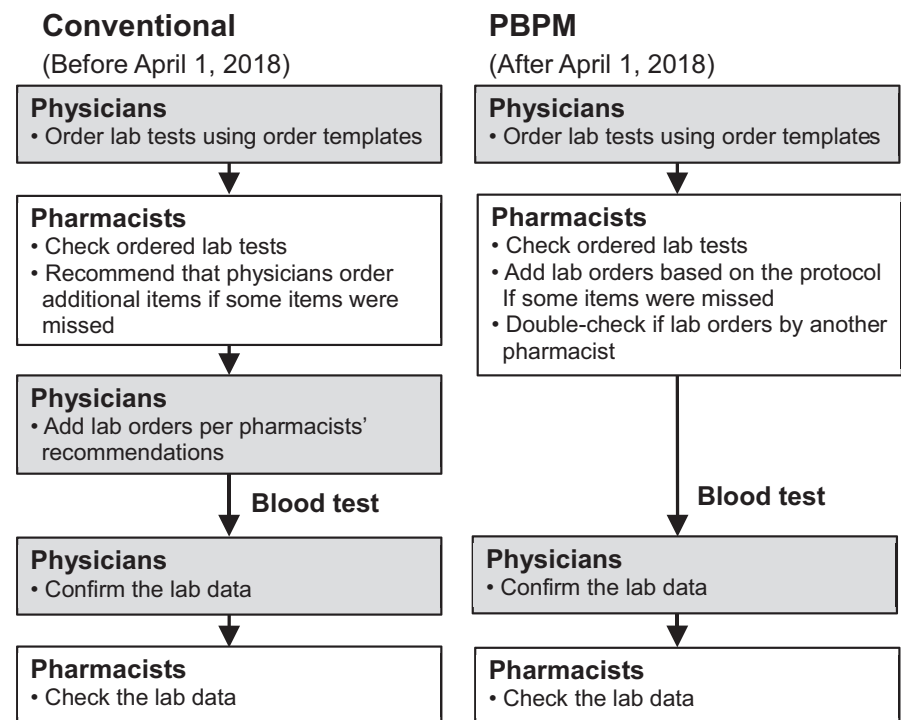 Conventional
(Before April 1, 2018)
Physicians
• Order lab tests using order templates
Pharmacists
• Check ordered lab tests
• Recommend that physicians order
additional items if some items were
missed
Physicians
• Add lab orders per pharmacists’
recommendations
Blood test
Physicians
• Confirm the lab data
Pharmacists
• Check the lab data
PBPM
(After April 1, 2018)
Physicians
• Order lab tests using order templates
Pharmacists
• Check ordered lab tests
• Add lab orders based on the protocol
If some items were missed
• Double-check if lab orders by another
pharmacist
Blood test
Physicians
• Confirm the lab data
Pharmacists
• Check the lab data